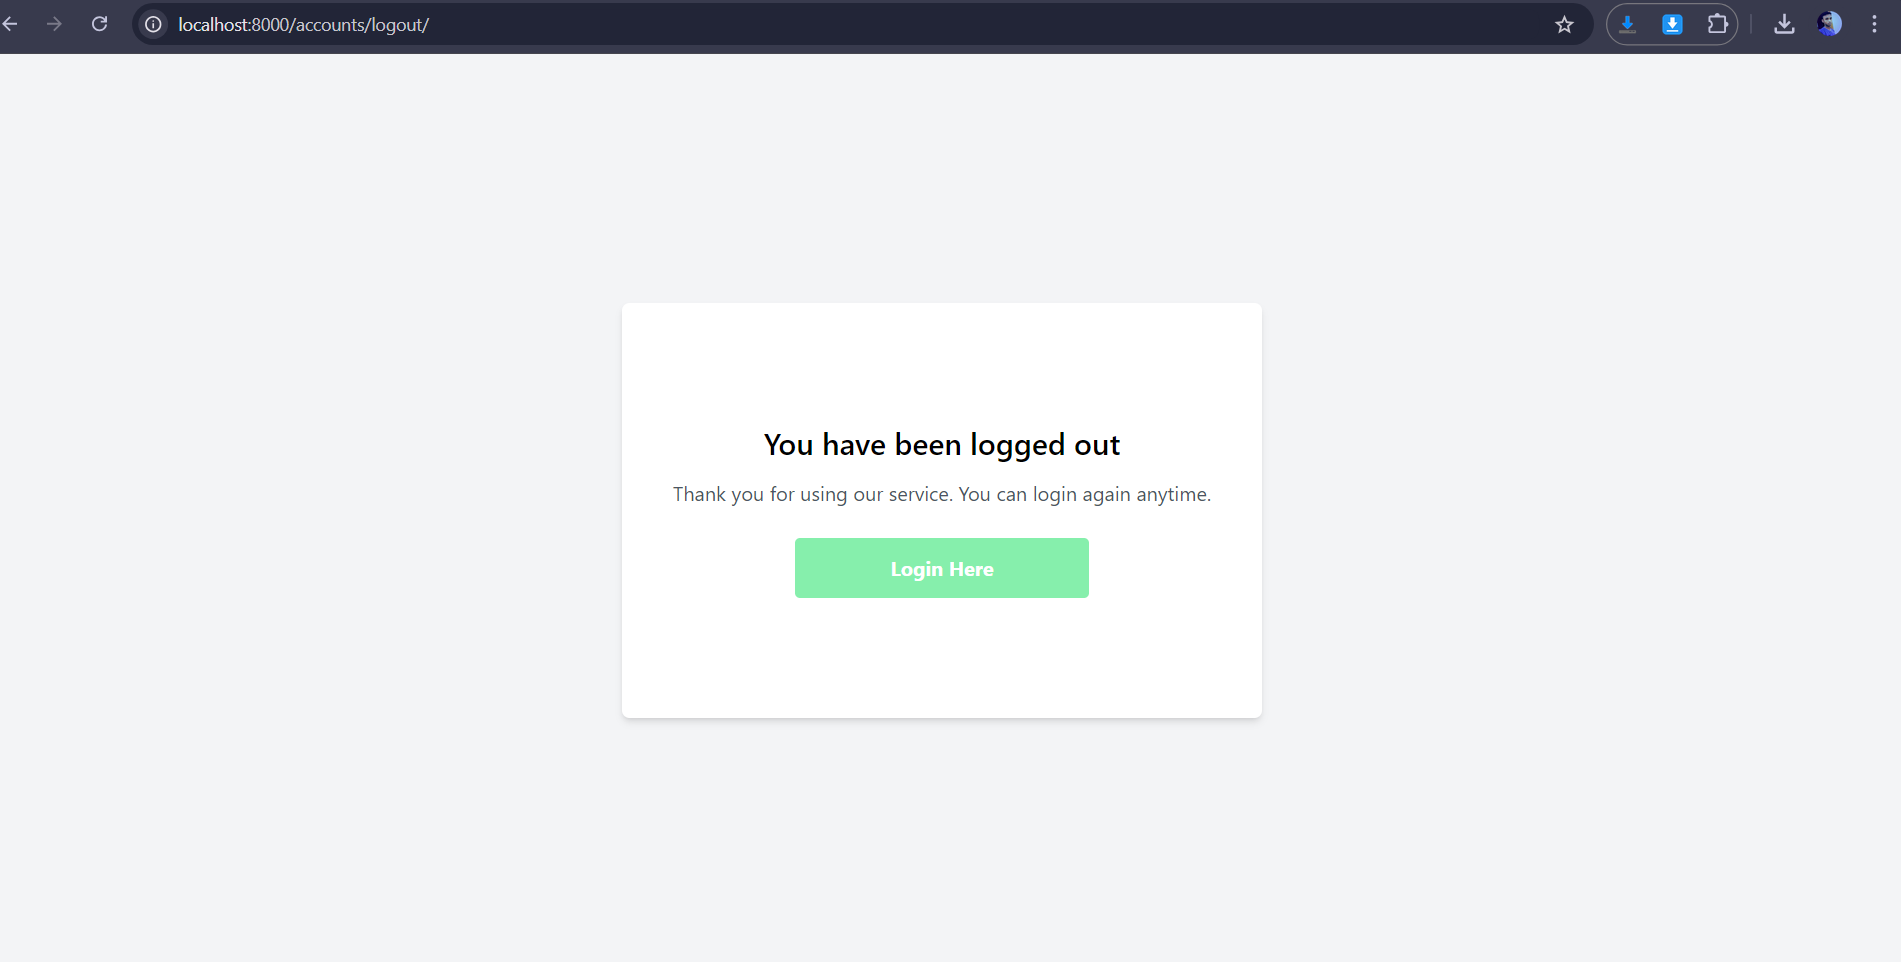 localhost:8000/accounts/logout/
You have been logged out
Thank you for using our service. You can login again anytime.
Login Here